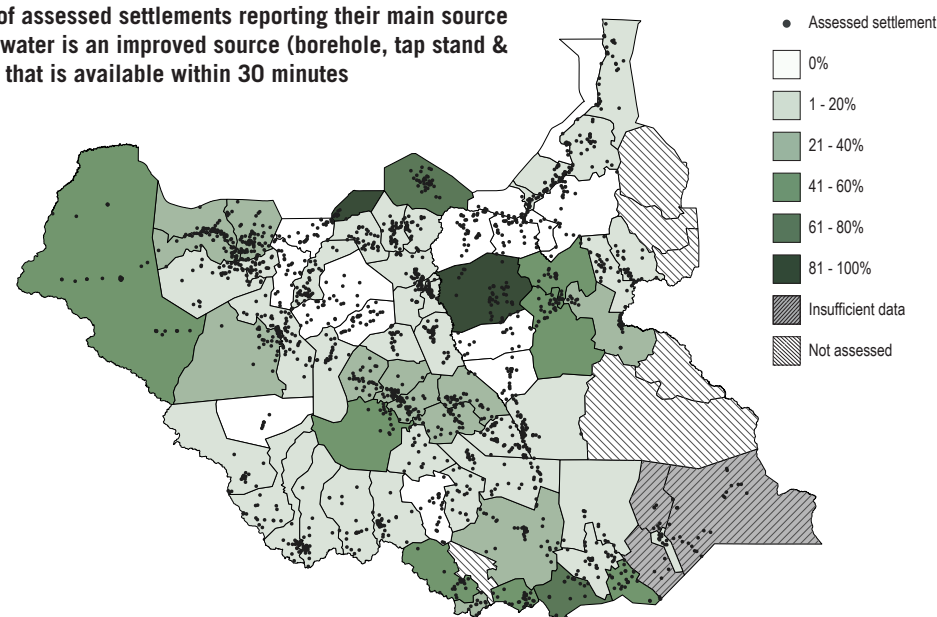 of assessed settlements reporting their main source
water is an improved source (borehole, tap stand &
that is available within 30 minutes
Assessed settlement
0%
1 - 20%
21 - 40%
41 - 60%
61 - 80%
81 - 100%
Insufficient data
Not assessed